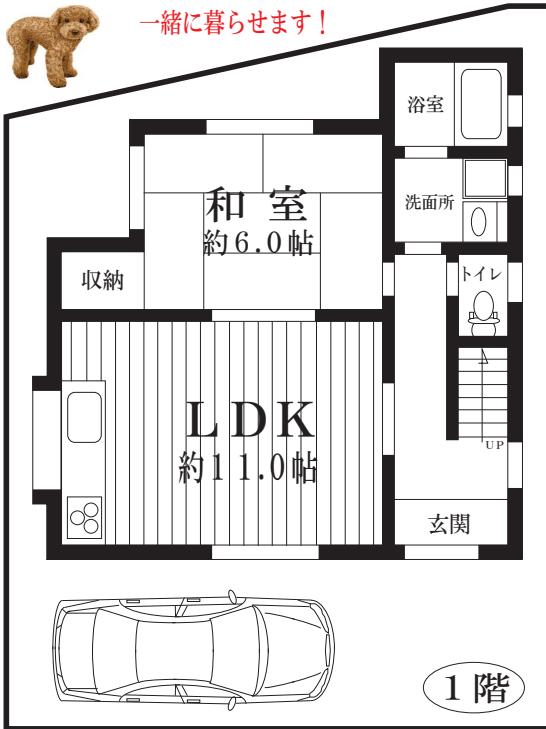 一緒に暮らせます！
浴室
洗面所
和室
約6.0帖
トイレ
収納
LDK
約11.0帖
UP
玄関
1階